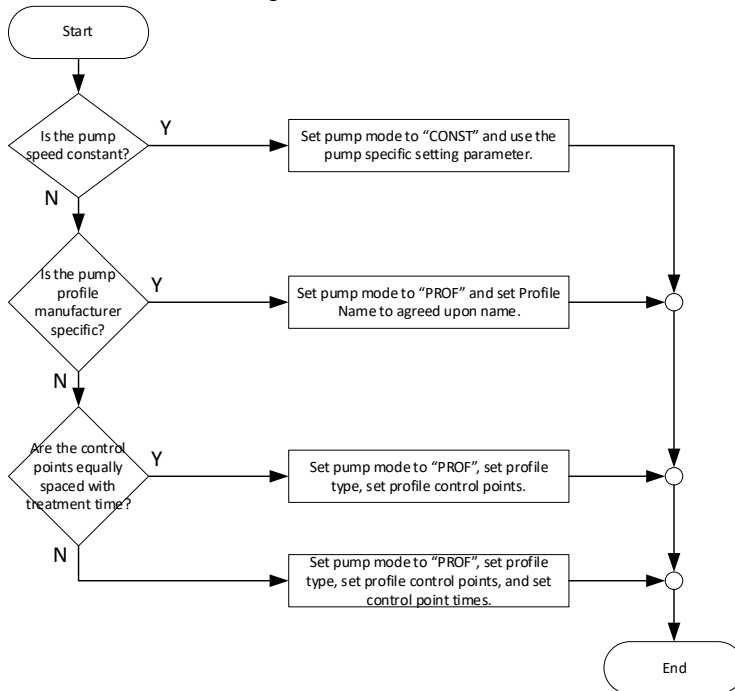 Start
Is the pump
speed constant?
Y
Set pump mode to “CONST” and use the
pump specific setting parameter.
N
Is the pump
profile
manufacturer
specific?
Y
Set pump mode to “PROF” and set Profile
Name to agreed upon name.
N
Are the control
points equally
spaced with
treatment time?
Y
Set pump mode to “PROF”, set profile
type, set profile control points.
N
Set pump mode to “PROF”, set profile
type, set profile control points, and set
control point times.
End